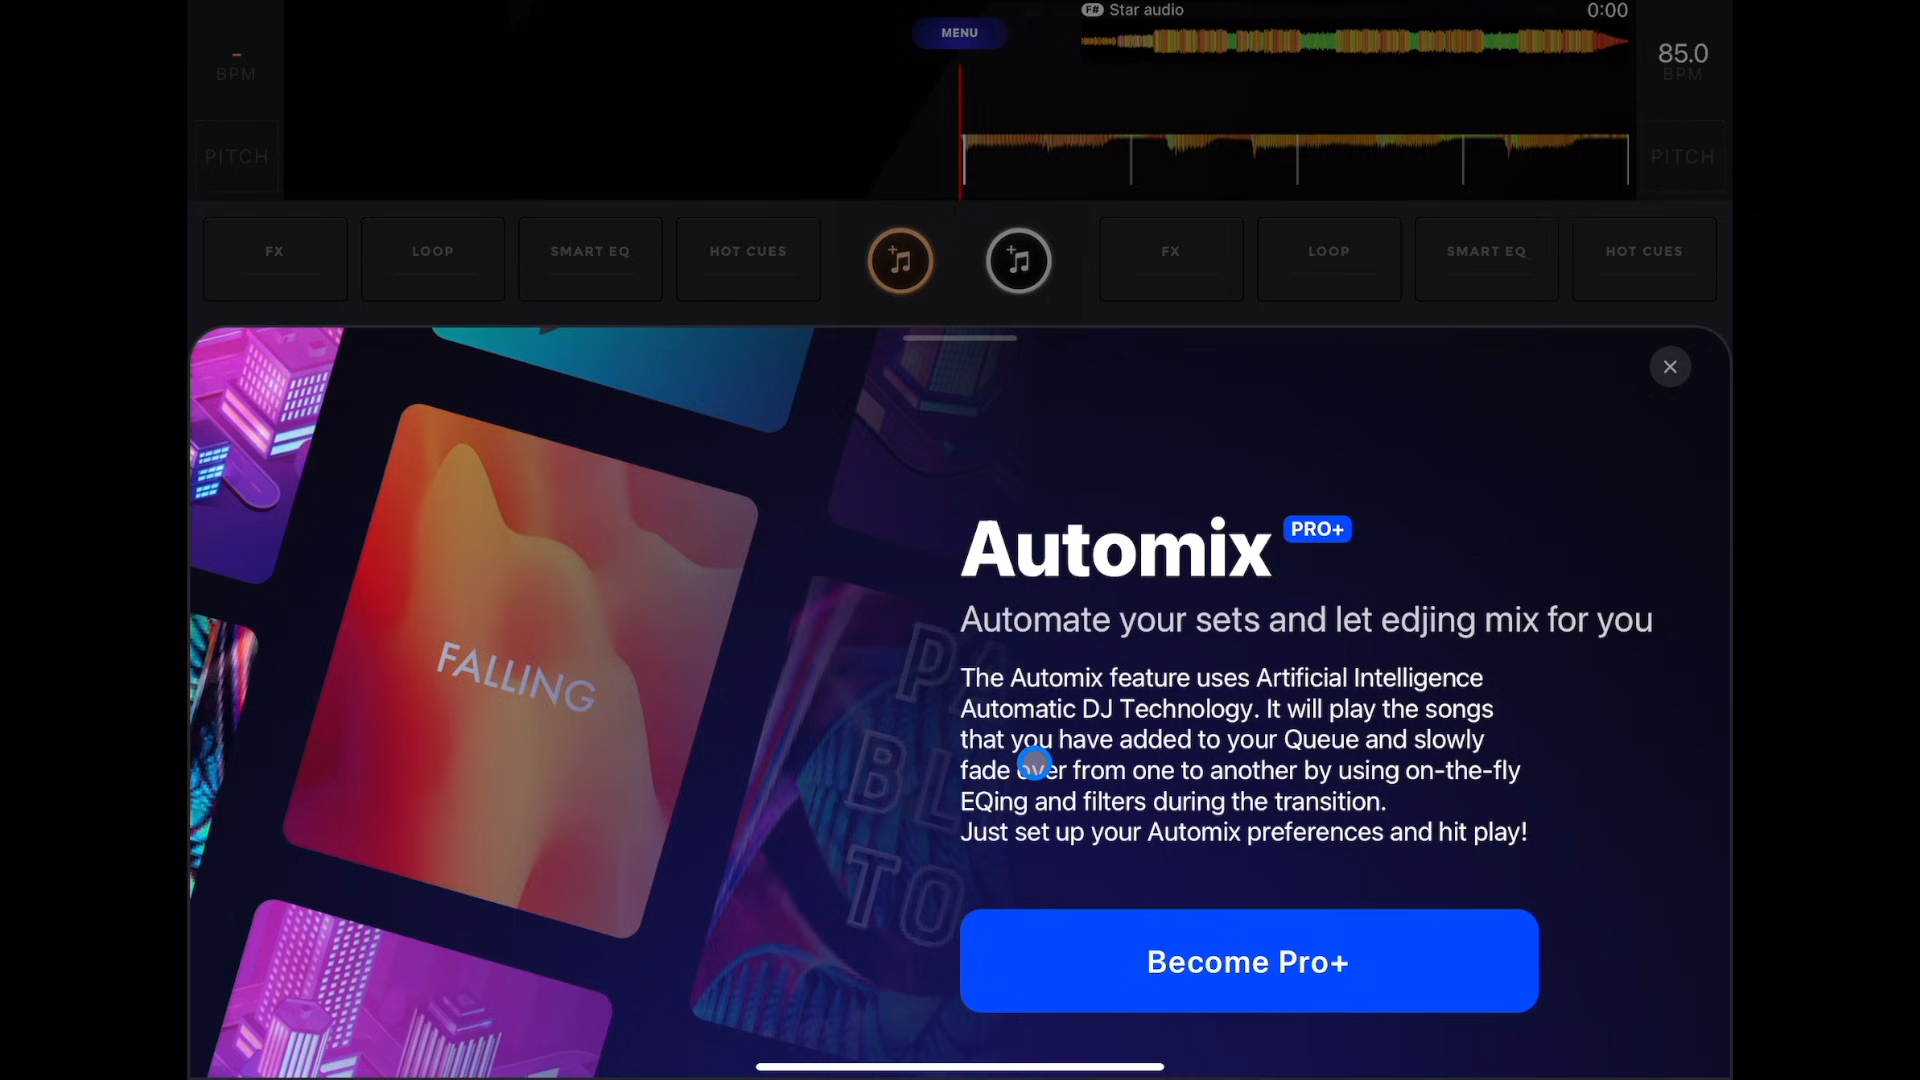 F# Star audio
0:00
MENU
-
BPM
85.0
BPM
PITCH
PITCH
FX
LOOP
SMART EQ
HOT CUES
FX
LOOP
SMART EQ
HOT CUES
FALLING
PA
BL
TO
Automix PRO+
Automate your sets and let edjing mix for you
The Automix feature uses Artificial Intelligence
Automatic DJ Technology. It will play the songs
that you have added to your Queue and slowly
fade over from one to another by using on-the-fly
EQing and filters during the transition.
Just set up your Automix preferences and hit play!
Become Pro+